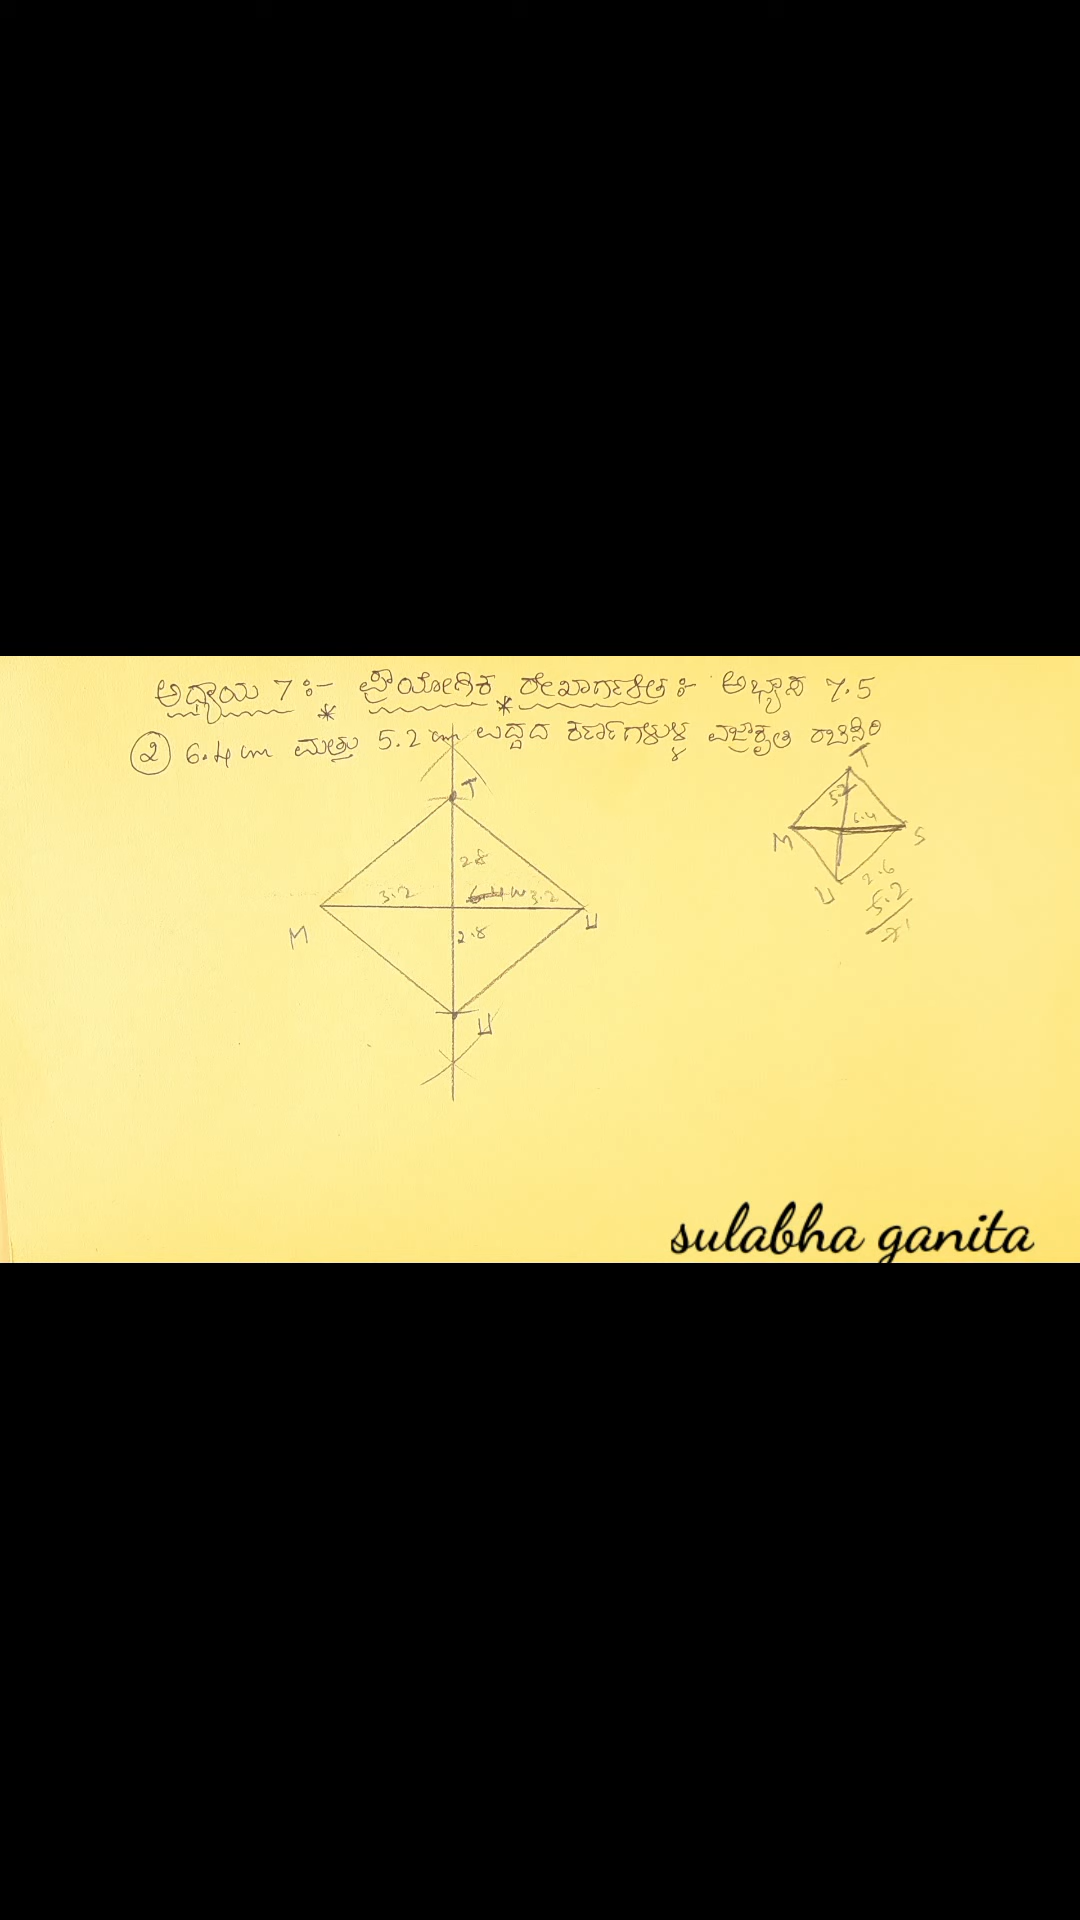 ಅಧ್ಯಾಯ 7 :- ಪ್ರಾಯೋಗಿಕ ರೇಖಾಗಣಿತ :- ಅಭ್ಯಾಸ 7.5
② 6.4 cm ಮತ್ತು 5.2 cm ಉದ್ದದ ಕರ್ಣಗಳುಳ್ಳ ವಜ್ರಾಕೃತಿ ರಚಿಸಿರಿ
T
T
5.2
6.4
M
S
U
2.6
5.2
2.8
3.2
3.2
M
U
2.8
U
sulabha ganita